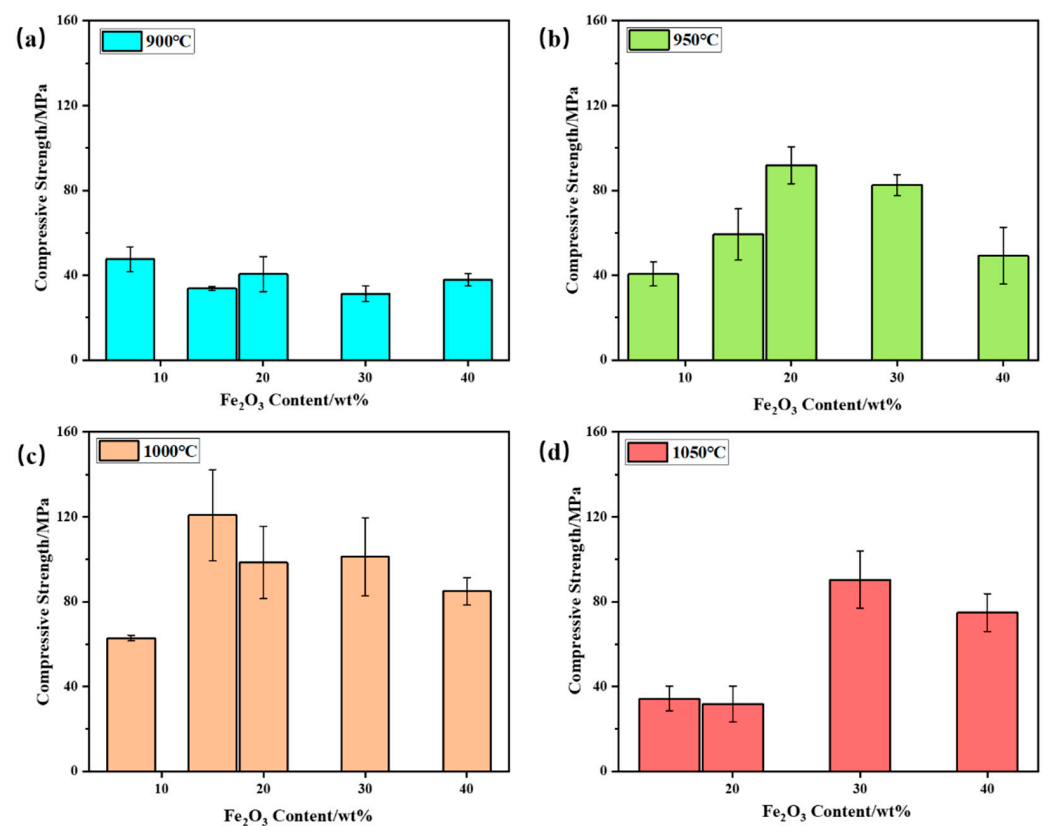 (a)
900°C
Compressive Strength/MPa
160
120
80
40
0
10
20
30
40
Fe₂O₃ Content/wt%
(b)
950°C
Compressive Strength/MPa
160
120
80
40
0
10
20
30
40
Fe₂O₃ Content/wt%
(c)
1000°C
Compressive Strength/MPa
160
120
80
40
0
10
20
30
40
Fe₂O₃ Content/wt%
(d)
1050°C
Compressive Strength/MPa
160
120
80
40
0
20
30
40
Fe₂O₃ Content/wt%